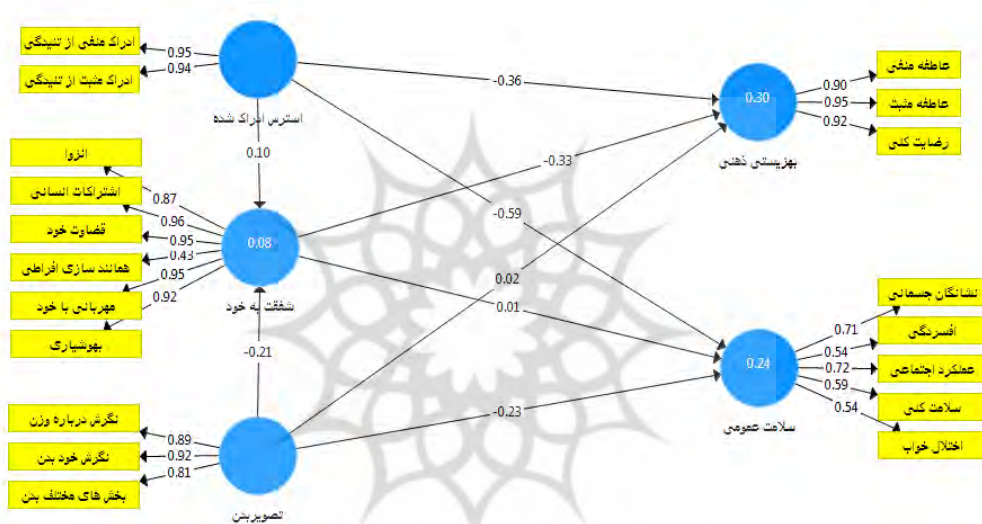 ادراک منفی از تنیدگی
0.95
ادراک مثبت از تنیدگی
0.94
استرس ادراک شده
-0.36
0.30
بهزیستی ذهنی
عاطفه منفی
0.90
عاطفه مثبت
0.95
رضایت کلی
0.92
0.10
-0.33
-0.59
انزوا
0.87
اشتراکات انسانی
0.96
قضاوت خود
0.95
همانند سازی افراطی
0.43
مهربانی با خود
0.95
بهوشیاری
0.92
0.08
شفقت به خود
0.02
0.01
-0.21
-0.23
نشانگان جسمانی
0.71
افسردگی
0.54
عملکرد اجتماعی
0.72
سلامت کلی
0.59
اختلال خواب
0.54
0.24
سلامت عمومی
نگرش درباره وزن
0.89
نگرش خود بدن
0.92
بخش های مختلف بدن
0.81
تصویربدن